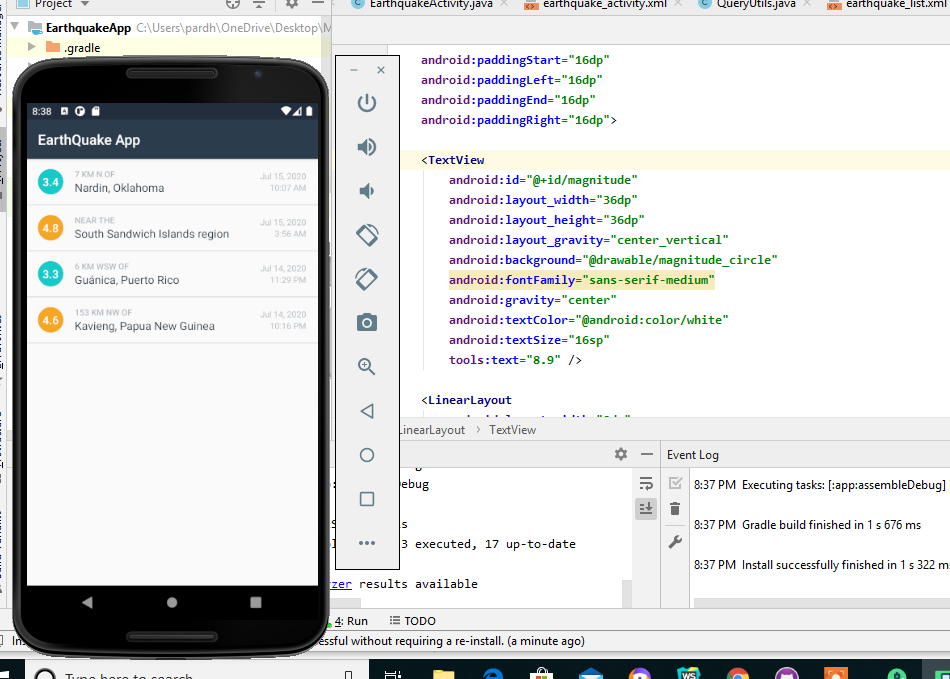 Project
EarthquakeActivity.java
earthquake_activity.xml
QueryUtils.java
earthquake_list.xml
EarthquakeApp C:\Users\pardh\OneDrive\Desktop\M
.gradle
8:38
EarthQuake App
3.4
7 KM N OF
Nardin, Oklahoma
Jul 15, 2020
10:07 AM
4.8
NEAR THE
South Sandwich Islands region
Jul 15, 2020
3:56 AM
3.3
6 KM WSW OF
Guánica, Puerto Rico
Jul 14, 2020
11:29 PM
4.6
153 KM NW OF
Kavieng, Papua New Guinea
Jul 14, 2020
10:16 PM
android:paddingStart="16dp"
android:paddingLeft="16dp"
android:paddingEnd="16dp"
android:paddingRight="16dp">
<TextView
android:id="@+id/magnitude"
android:layout_width="36dp"
android:layout_height="36dp"
android:layout_gravity="center_vertical"
android:background="@drawable/magnitude_circle"
android:fontFamily="sans-serif-medium"
android:gravity="center"
android:textColor="@android:color/white"
android:textSize="16sp"
tools:text="8.9" />
<LinearLayout
LinearLayout › TextView
ebug
s
3 executed, 17 up-to-date
zer results available
Event Log
8:37 PM Executing tasks: [:app:assembleDebug]
8:37 PM Gradle build finished in 1 s 676 ms
8:37 PM Install successfully finished in 1 s 322 ms
4: Run
TODO
Ins
essful without requiring a re-install. (a minute ago)
Type here to search
WS